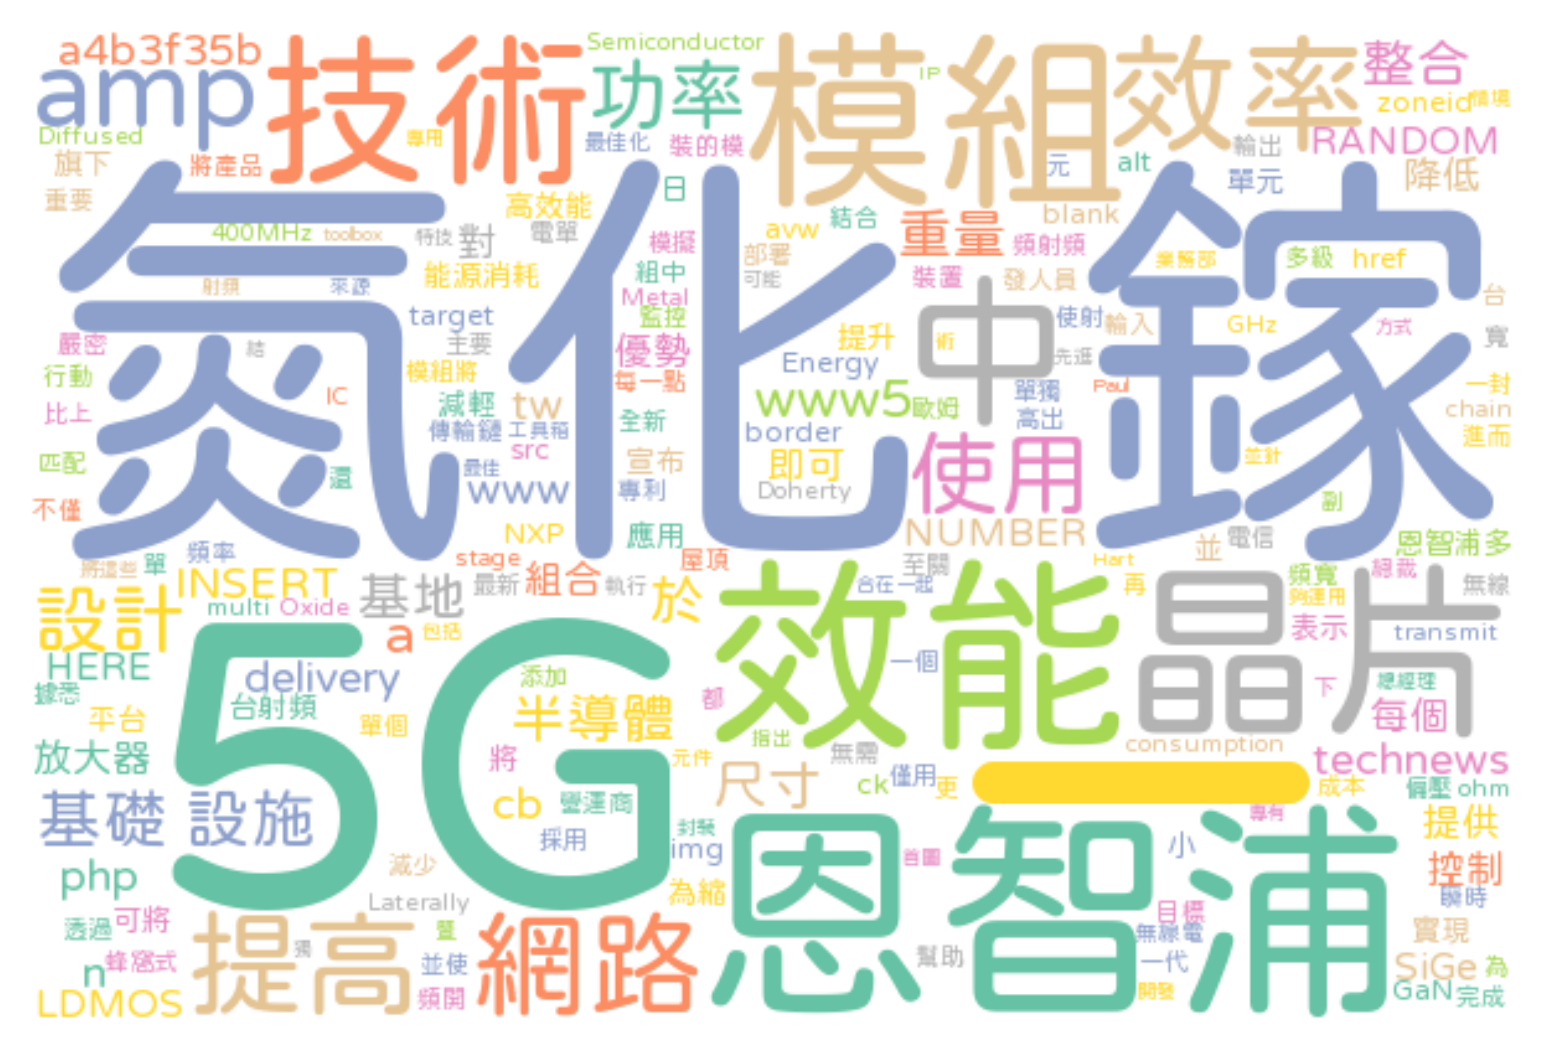 a4b3f35b
amp
技術
Semiconductor
功率
模組
IP
效率
整合
zoneid
情境
RANDOM
Diffused
旗下
將產品
專用
最佳化
裝的模
元
alt
輸出
單元
降低
重要
氮化鎵
日
高效能
400MHz
toolbox
特技
對
電單
模擬
avw
結合
部署
可能
重量
頻射頻
blank
業務部
多級
href
射頻
來源
能源消耗
組中
Metal
監控
裝置
發人員
台
target
主要
嚴密
結
優勢
提升
術
中
使射
輸入
GHz
方式
寬
行動
IC
模組將
每一點
Energy
先進
Paul
一封
比上
減輕
tw
全新
www5
歐姆
單獨
高出
chain
進而
傳輸鏈
工具箱
src
border
匹配
還
最佳
www
宣布
專利
即可
Doherty
使用
並針
不僅
NXP
應用
NUMBER
副
電信
並
恩智浦多
頻率
單
將這些
stage
屋頂
至關
Hart
總裁
INSERT
基地
最新
組合
執行
於
合在一起
再
頻寬
夠運用
無線
設計
multi
Oxide
a
包括
效能
晶片
表示
transmit
HERE
delivery
5G
添加
一個
據悉
台射頻
半導體
都
下
總經理
平台
單個
指出
每個
放大器
將
元件
無需
consumption
technews
尺寸
ck
僅用
更
一
成本
偏壓
ohm
基礎
設施
cb
營運商
封裝
採用
img
恩智浦
首圖
專有
小
提供
php
減少
為縮
控制
瞬時
Laterally
透過
可將
提高
獨
暨
網路
目標
無線電
實現
n
蜂窩式
並使
幫助
一代
SiGe
為
LDMOS
頻開
開發
GaN
完成